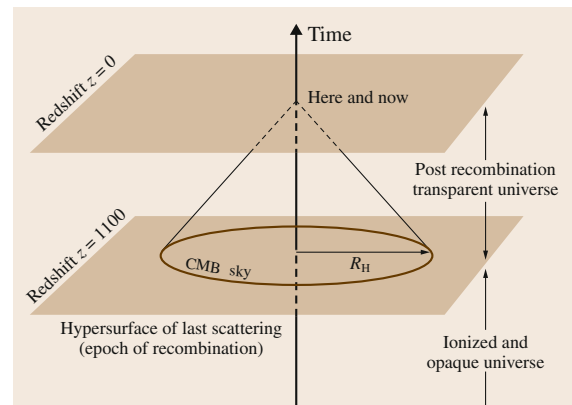 Time
Redshift z = 0
Here and now
Post recombination
transparent universe
Redshift z = 1100
CMB sky
R_H
Hypersurface of last scattering
(epoch of recombination)
Ionized and
opaque universe